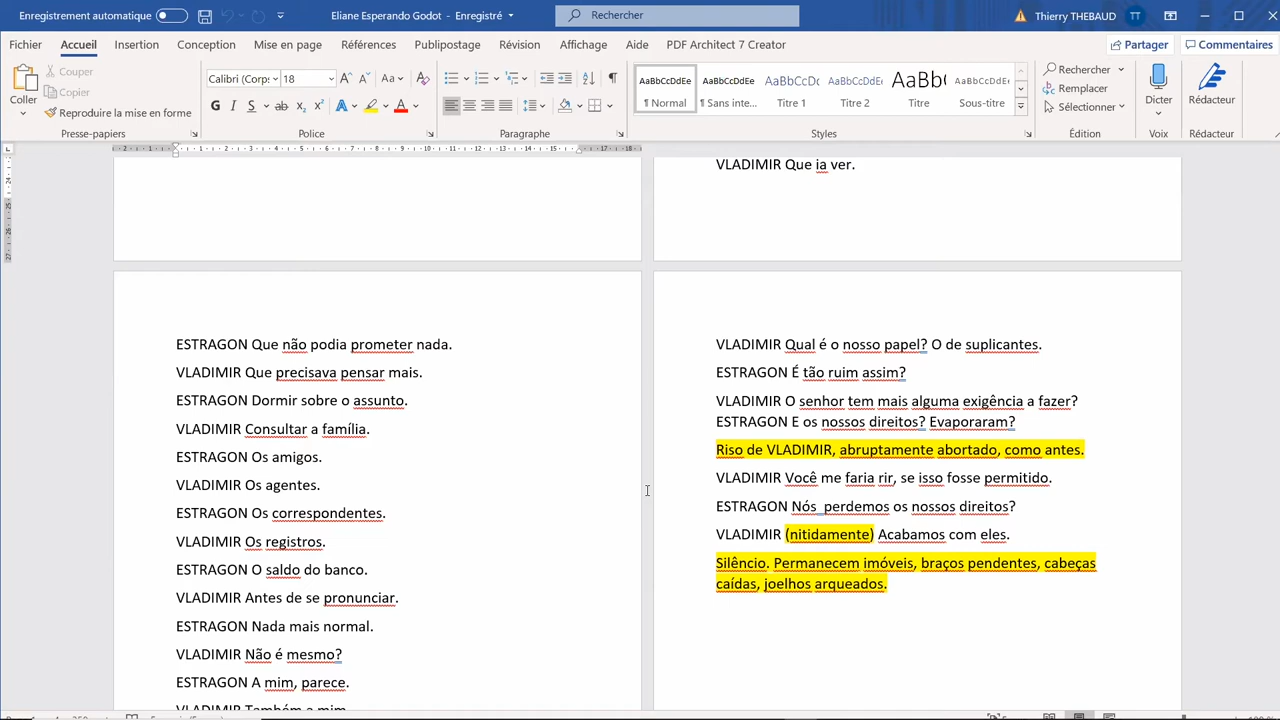 Enregistrement automatique
Eliane Esperando Godot - Enregistré
Rechercher
Thierry THEBAUD
TT
Fichier Accueil Insertion Conception Mise en page Références Publipostage Révision Affichage Aide PDF Architect 7 Creator
Partager
Commentaires
Coller
Couper
Copier
Reproduire la mise en forme
Presse-papiers
Calibri (Corps 18
Police
Paragraphe
AaBbCcDdEe AaBbCcDdEe AaBbCcDc AaBbCcDdE AaBb( AaBbCcDdE
¶ Normal ¶ Sans inte... Titre 1 Titre 2 Titre Sous-titre
Styles
Rechercher
Remplacer
Sélectionner
Édition
Dicter
Voix
Rédacteur
Rédacteur
VLADIMIR Que ia ver.
ESTRAGON Que não podia prometer nada.
VLADIMIR Que precisava pensar mais.
ESTRAGON Dormir sobre o assunto.
VLADIMIR Consultar a família.
ESTRAGON Os amigos.
VLADIMIR Os agentes.
ESTRAGON Os correspondentes.
VLADIMIR Os registros.
ESTRAGON O saldo do banco.
VLADIMIR Antes de se pronunciar.
ESTRAGON Nada mais normal.
VLADIMIR Não é mesmo?
ESTRAGON A mim, parece.
VLADIMIR Também a mim.
VLADIMIR Qual é o nosso papel? O de suplicantes.
ESTRAGON É tão ruim assim?
VLADIMIR O senhor tem mais alguma exigência a fazer?
ESTRAGON E os nossos direitos? Evaporaram?
Riso de VLADIMIR, abruptamente abortado, como antes.
VLADIMIR Você me faria rir, se isso fosse permitido.
ESTRAGON Nós  perdemos os nossos direitos?
VLADIMIR (nitidamente) Acabamos com eles.
Silêncio. Permanecem imóveis, braços pendentes, cabeças
caídas, joelhos arqueados.